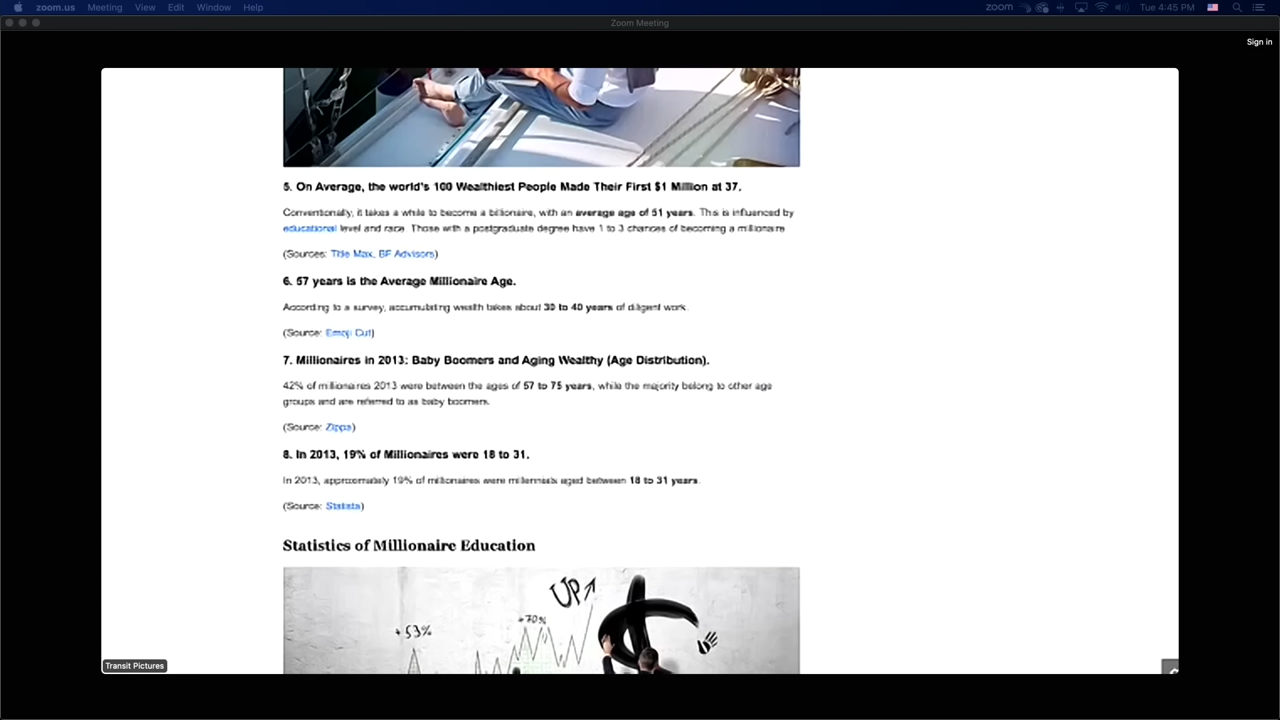 zoom.us Meeting View Edit Window Help zoom Tue 4:45 PM
Zoom Meeting
Sign in
5. On Average, the world's 100 Wealthiest People Made Their First $1 Million at 37.
Conventionally, it takes a while to become a billionaire, with an average age of 51 years. This is influenced by
educational level and race. Those with a postgraduate degree have 1 to 3 chances of becoming a millionaire
(Sources: Title Max, BF Advisors)
6. 57 years is the Average Millionaire Age.
According to a survey, accumulating wealth takes about 30 to 40 years of diligent work.
(Source: Emoji Cut)
7. Millionaires in 2013: Baby Boomers and Aging Wealthy (Age Distribution).
42% of millionaires 2013 were between the ages of 57 to 75 years, while the majority belong to other age
groups and are referred to as baby boomers.
(Source: Zippa)
8. In 2013, 19% of Millionaires were 18 to 31.
In 2013, approximately 19% of millionaires were millennials aged between 18 to 31 years.
(Source: Statista)
Statistics of Millionaire Education
UP
+70%
+53%
Transit Pictures